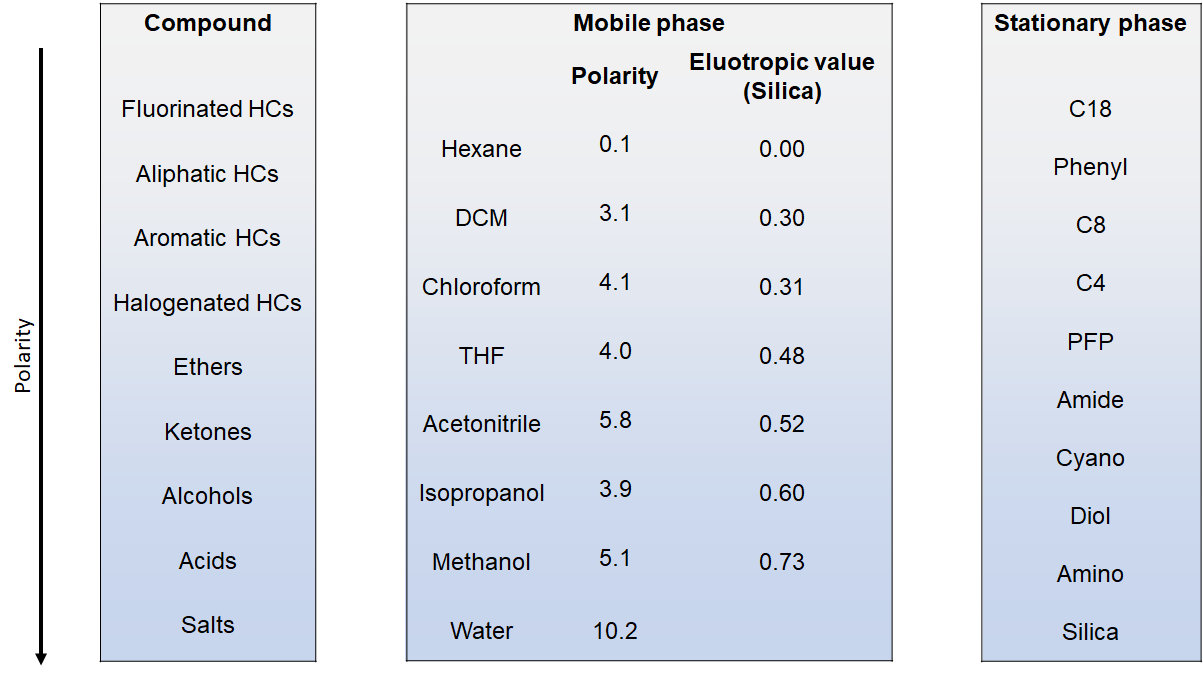 Polarity
Compound
Fluorinated HCs
Aliphatic HCs
Aromatic HCs
Halogenated HCs
Ethers
Ketones
Alcohols
Acids
Salts
Mobile phase
Polarity Eluotropic value
(Silica)
Hexane 0.1 0.00
DCM 3.1 0.30
Chloroform 4.1 0.31
THF 4.0 0.48
Acetonitrile 5.8 0.52
Isopropanol 3.9 0.60
Methanol 5.1 0.73
Water 10.2
Stationary phase
C18
Phenyl
C8
C4
PFP
Amide
Cyano
Diol
Amino
Silica